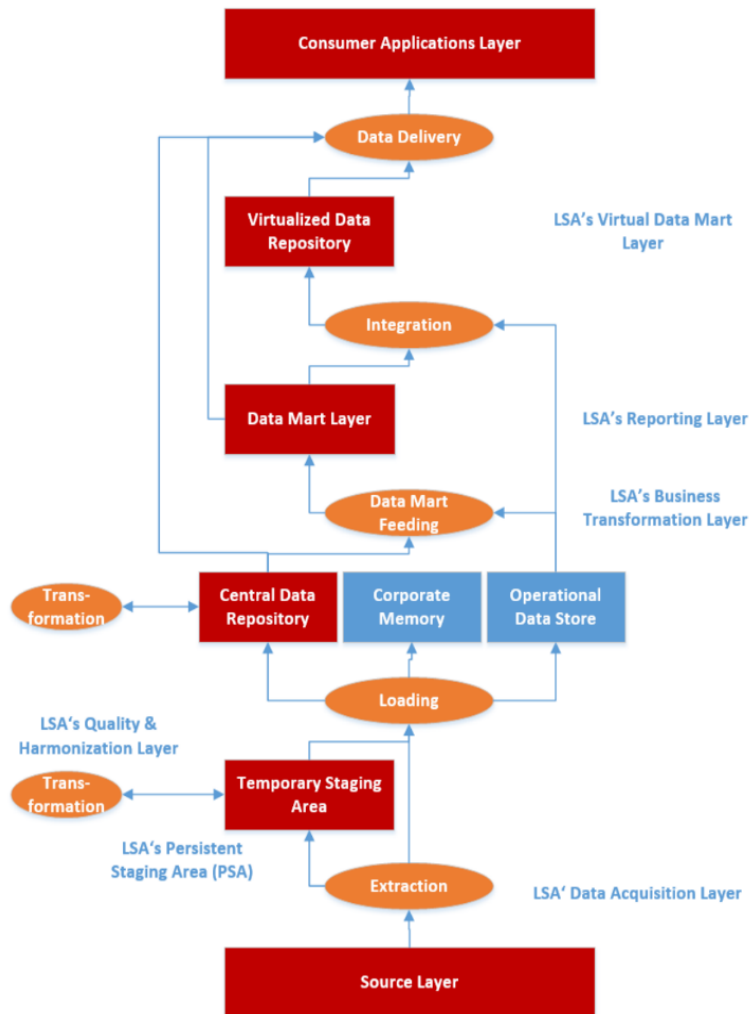 Consumer Applications Layer
Data Delivery
Virtualized Data
Repository
LSA's Virtual Data Mart
Layer
Integration
Data Mart Layer
LSA's Reporting Layer
Data Mart
Feeding
LSA's Business
Transformation Layer
Trans-
formation
Central Data
Repository
Corporate
Memory
Operational
Data Store
Loading
LSA‘s Quality &
Harmonization Layer
Trans-
formation
Temporary Staging
Area
LSA‘s Persistent
Staging Area (PSA)
Extraction
LSA‘ Data Acquisition Layer
Source Layer